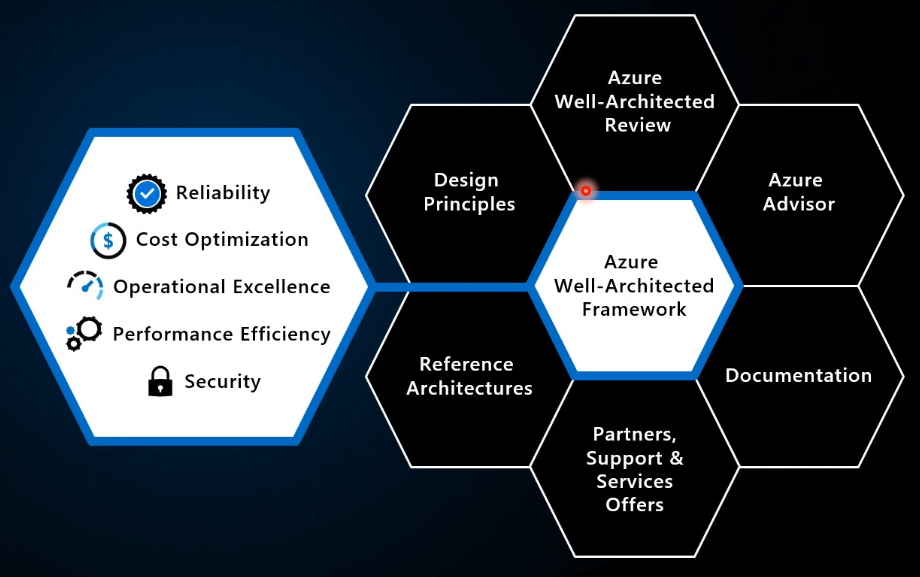 Reliability
Cost Optimization
Operational Excellence
Performance Efficiency
Security
Azure
Well-Architected
Review
Design
Principles
Azure
Advisor
Azure
Well-Architected
Framework
Reference
Architectures
Documentation
Partners,
Support &
Services
Offers